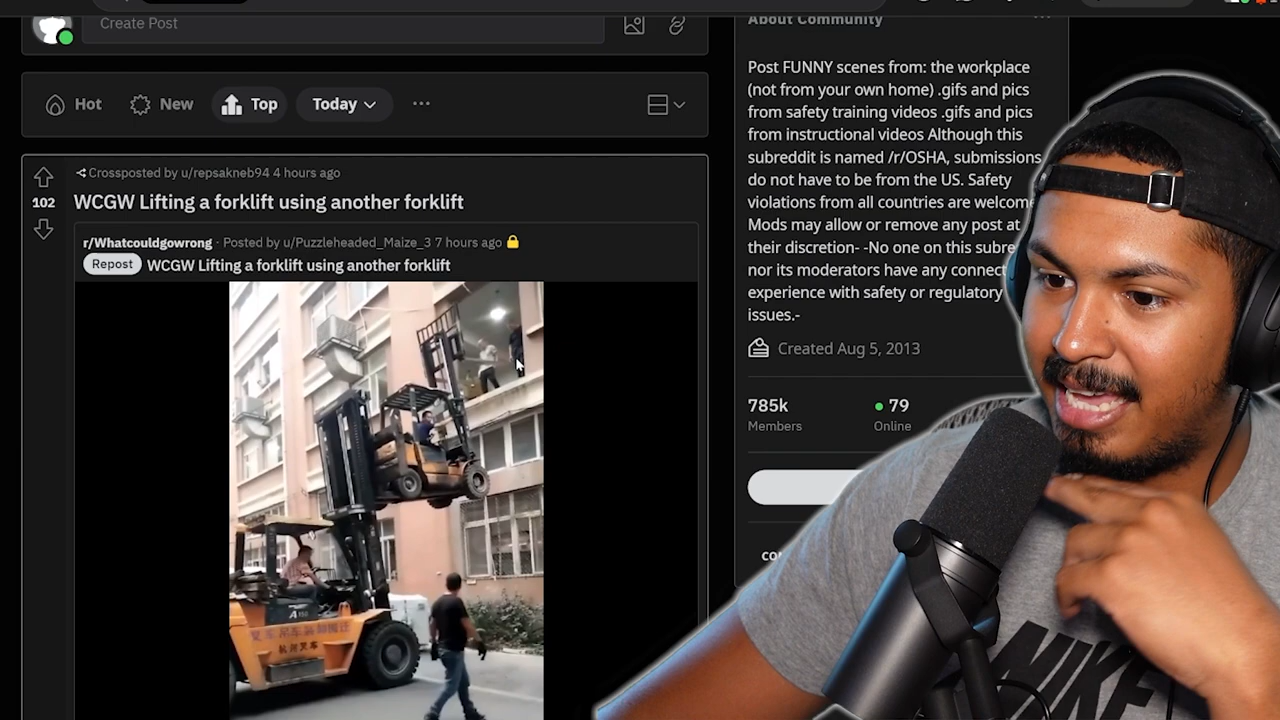 Create Post
Hot
New
Top
Today
Crossposted by u/repsakneb94 4 hours ago
102
WCGW Lifting a forklift using another forklift
r/Whatcouldgowrong · Posted by u/Puzzleheaded_Maize_3 7 hours ago
Repost
WCGW Lifting a forklift using another forklift
About Community
Post FUNNY scenes from: the workplace
(not from your own home) .gifs and pics
from safety training videos .gifs and pics
from instructional videos Although this
subreddit is named /r/OSHA, submissions
do not have to be from the US. Safety
violations from all countries are welcome
Mods may allow or remove any post at
their discretion- -No one on this subre
nor its moderators have any connect
experience with safety or regulatory
issues.-
Created Aug 5, 2013
785k
Members
79
Online
NIKE